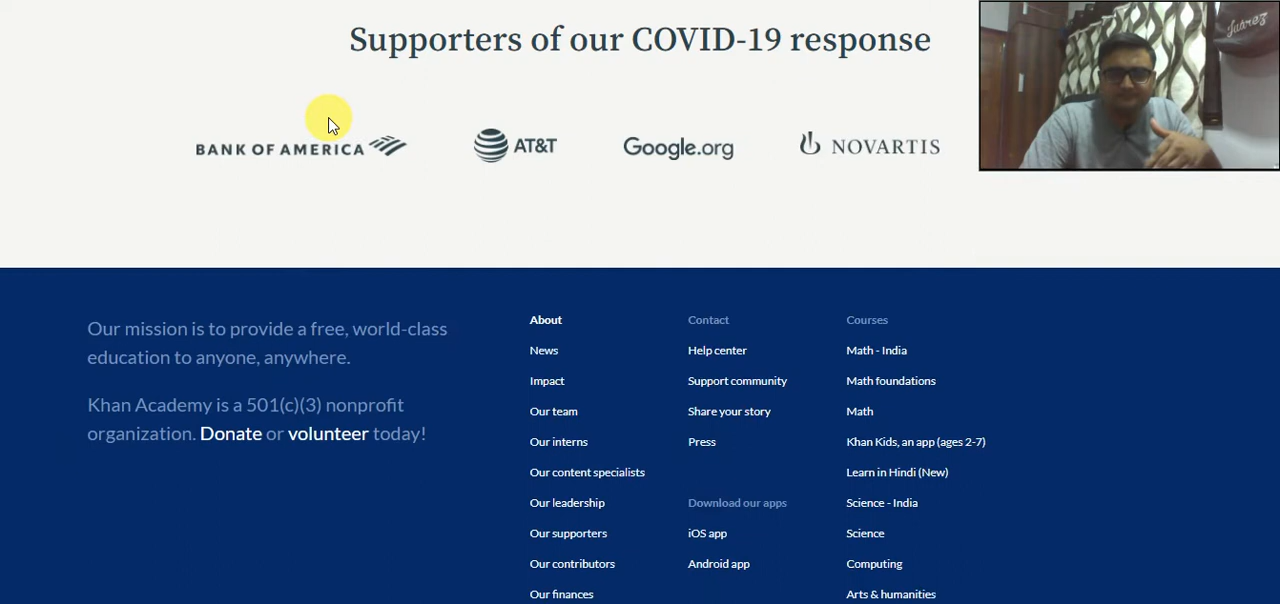 Supporters of our COVID-19 response
Juarez
BANK OF AMERICA
AT&T
Google.org
NOVARTIS
Our mission is to provide a free, world-class
education to anyone, anywhere.
Khan Academy is a 501(c)(3) nonprofit
organization. Donate or volunteer today!
About
News
Impact
Our team
Our interns
Our content specialists
Our leadership
Our supporters
Our contributors
Our finances
Contact
Help center
Support community
Share your story
Press
Download our apps
iOS app
Android app
Courses
Math - India
Math foundations
Math
Khan Kids, an app (ages 2-7)
Learn in Hindi (New)
Science - India
Science
Computing
Arts & humanities